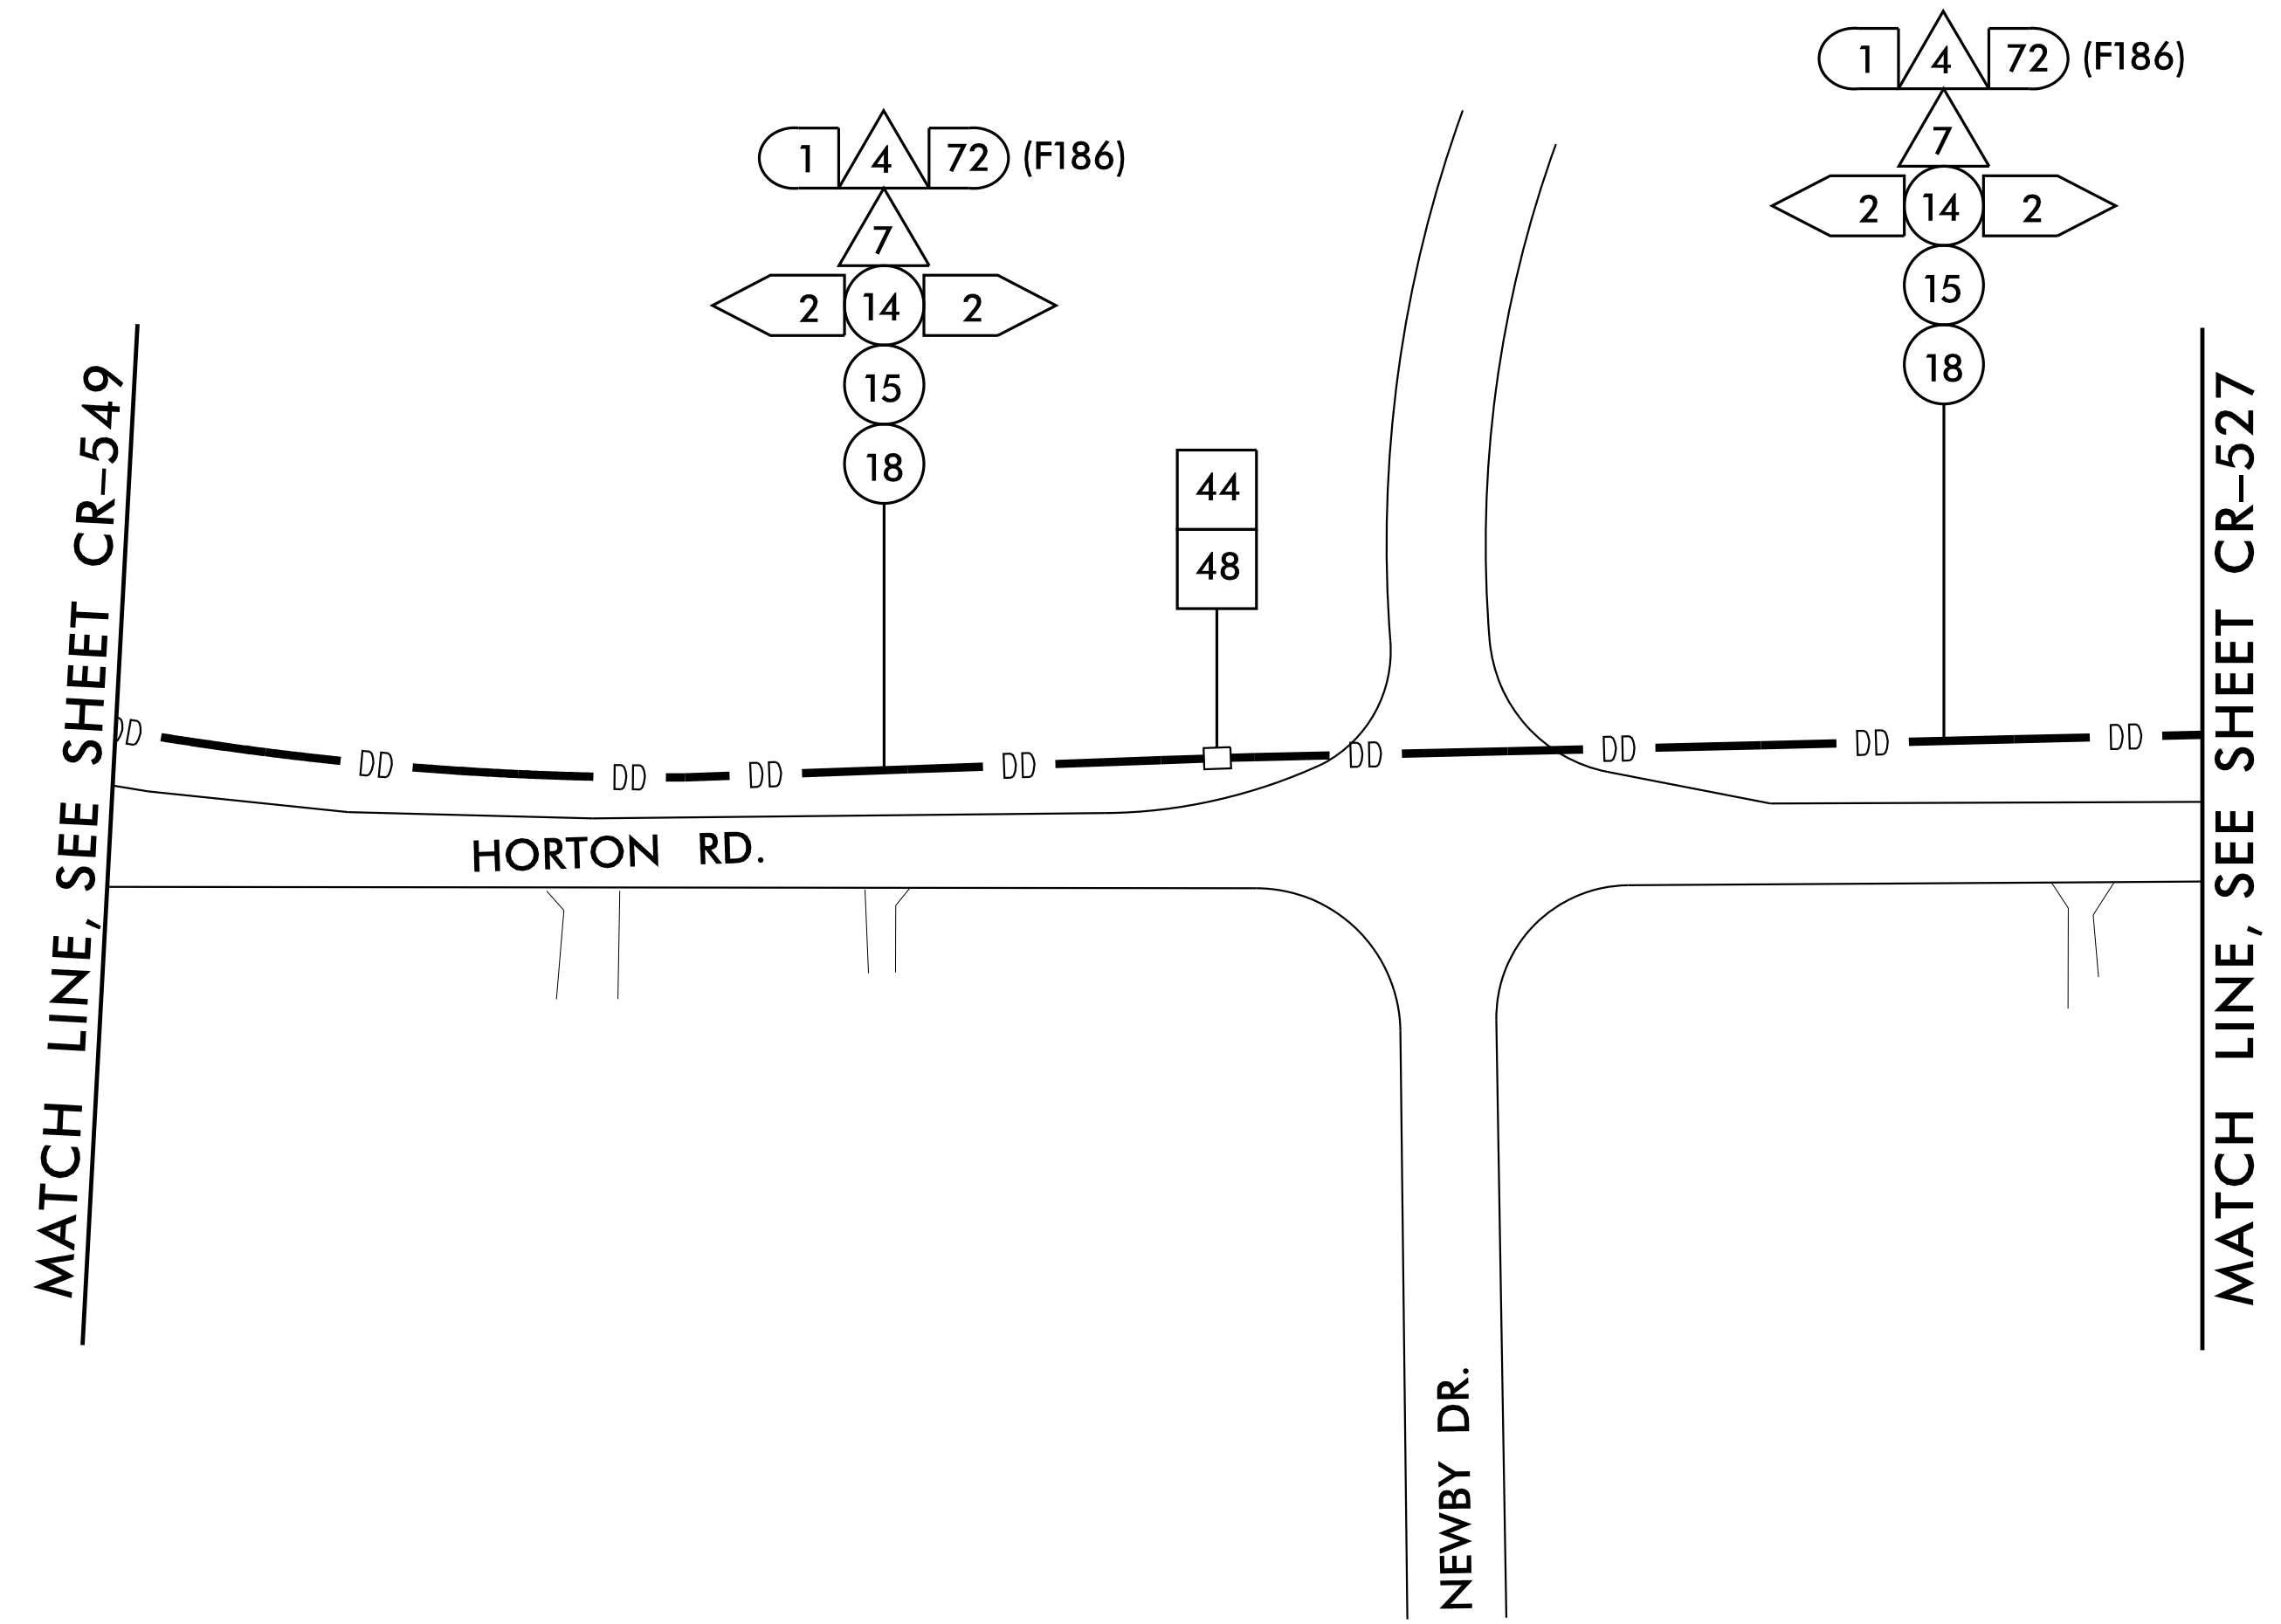 1 4 72 (F186)
7
2 14 2
15
18
1 4 72 (F186)
7
2 14 2
15
18
44
48
MATCH LINE, SEE SHEET CR-549
MATCH LINE, SEE SHEET CR-527
DD DD DD DD DD DD DD DD DD
HORTON RD.
NEWBY DR.